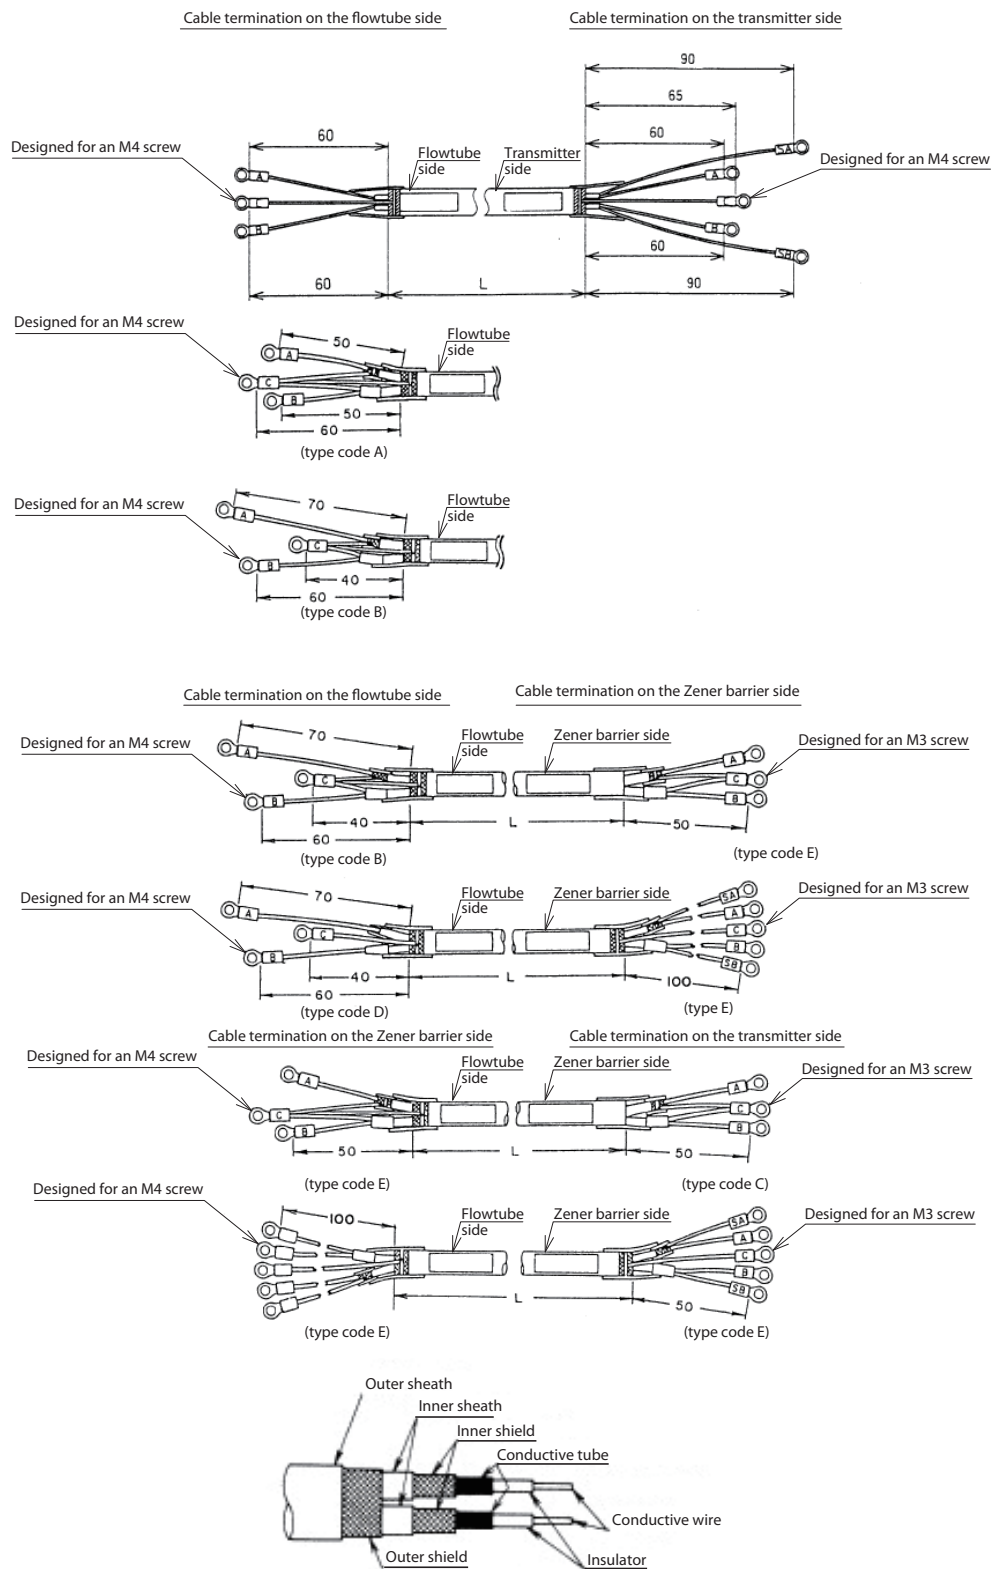 Cable termination on the flowtube side
Cable termination on the transmitter side
90
65
60
60
Designed for an M4 screw
Flowtube
side
Transmitter
side
Designed for an M4 screw
SA
A
A
B
B
SB
60
60
L
90
Designed for an M4 screw
Flowtube
side
50
A
C
B
50
60
(type code A)
Designed for an M4 screw
Flowtube
side
70
A
C
B
40
60
(type code B)
Cable termination on the flowtube side
Cable termination on the Zener barrier side
Designed for an M4 screw
70
Flowtube
side
Zener barrier side
Designed for an M3 screw
A
C
B
A
C
B
40
L
50
60
(type code B)
(type code E)
Designed for an M4 screw
70
Flowtube
side
Zener barrier side
Designed for an M3 screw
A
C
B
SA
A
C
B
SB
40
L
100
60
(type code D)
(type E)
Cable termination on the Zener barrier side
Cable termination on the transmitter side
Designed for an M4 screw
Flowtube
side
Zener barrier side
Designed for an M3 screw
A
C
B
A
C
B
50
L
50
(type code E)
(type code C)
Designed for an M4 screw
100
Flowtube
side
Zener barrier side
Designed for an M3 screw
SA
A
C
B
SB
L
50
(type code E)
(type code E)
Outer sheath
Inner sheath
Inner shield
Conductive tube
Conductive wire
Insulator
Outer shield